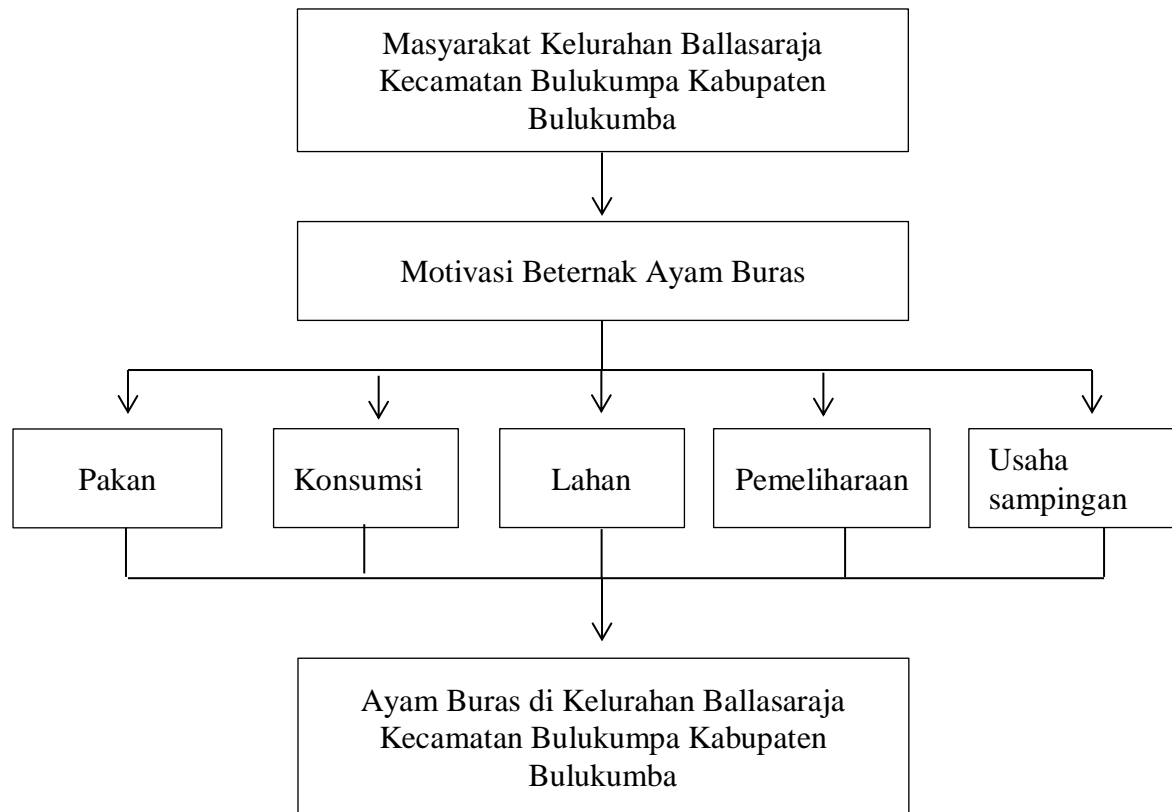 Masyarakat Kelurahan Ballasaraja
Kecamatan Bulukumpa Kabupaten
Bulukumba
Motivasi Beternak Ayam Buras
Pakan
Konsumsi
Lahan
Pemeliharaan
Usaha
sampingan
Ayam Buras di Kelurahan Ballasaraja
Kecamatan Bulukumpa Kabupaten
Bulukumba